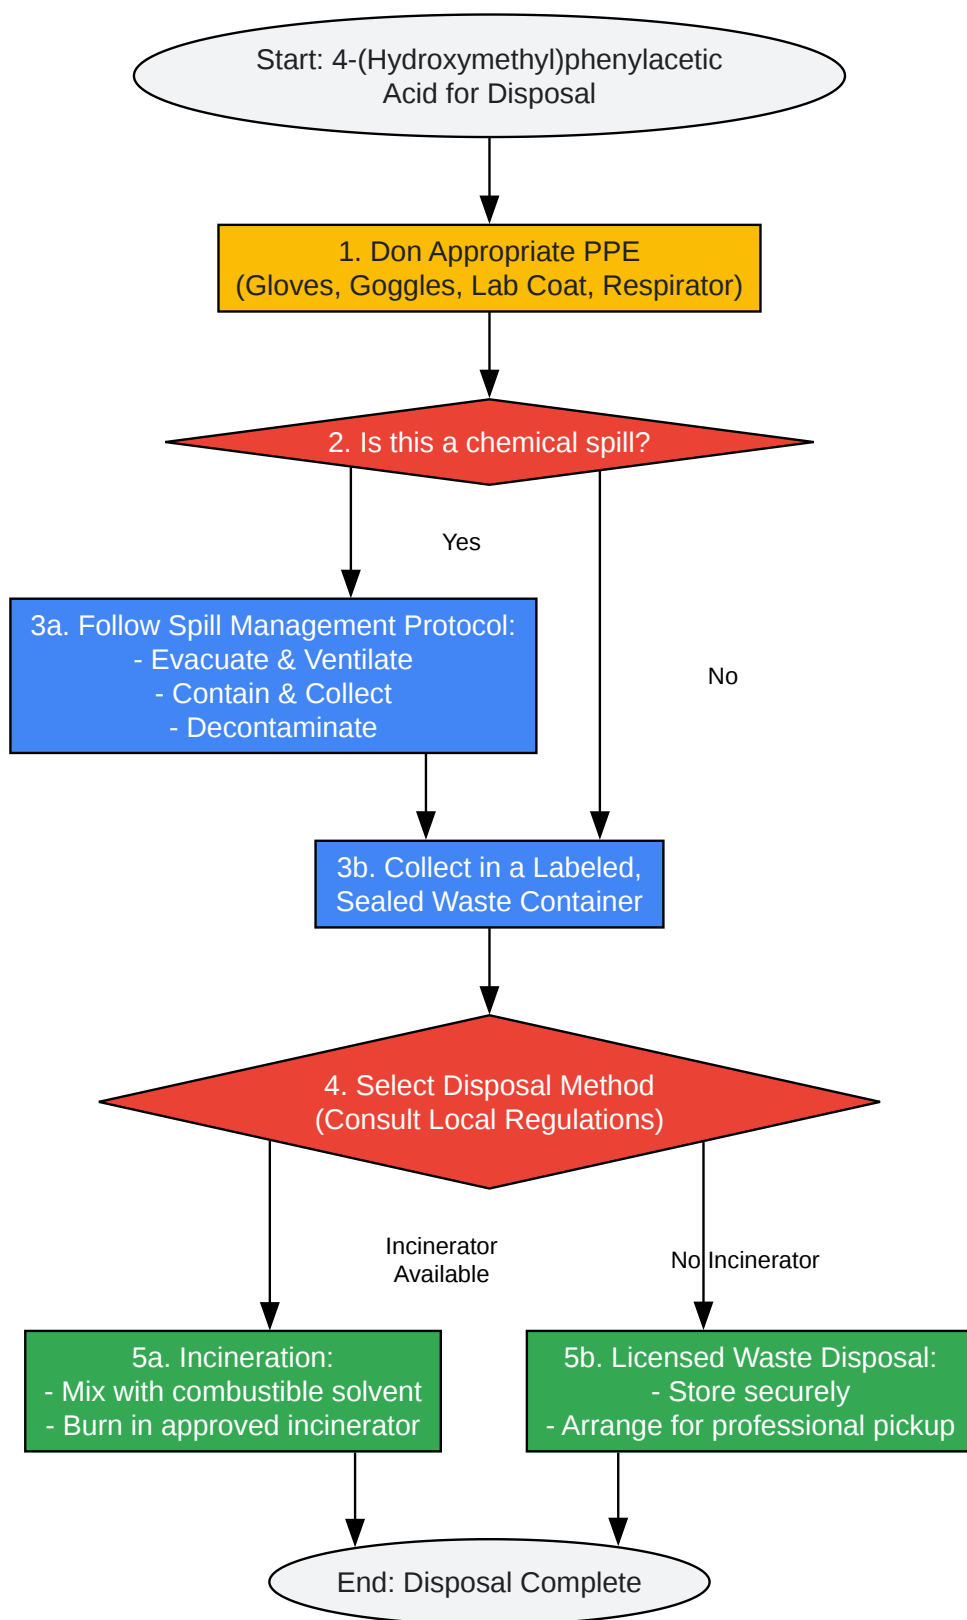 Start: 4-(Hydroxymethyl)phenylacetic
Acid for Disposal
1. Don Appropriate PPE
(Gloves, Goggles, Lab Coat, Respirator)
2. Is this a chemical spill?
Yes
3a. Follow Spill Management Protocol:
- Evacuate & Ventilate
- Contain & Collect
- Decontaminate
No
3b. Collect in a Labeled,
Sealed Waste Container
4. Select Disposal Method
(Consult Local Regulations)
Incinerator
Available
No Incinerator
5a. Incineration:
- Mix with combustible solvent
- Burn in approved incinerator
5b. Licensed Waste Disposal:
- Store securely
- Arrange for professional pickup
End: Disposal Complete